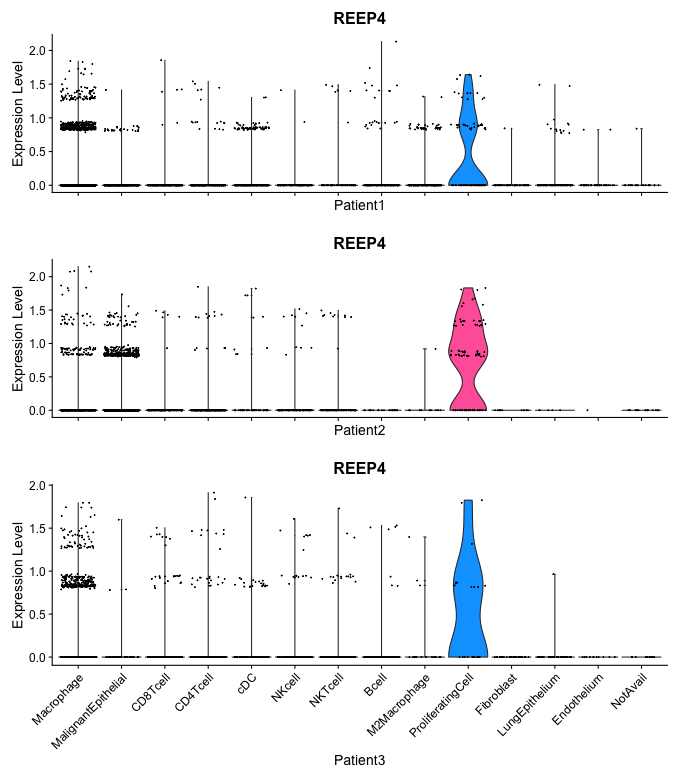 REEP4
Expression Level
2.0
1.5
1.0
0.5
0.0
Patient1
REEP4
Expression Level
2.0
1.5
1.0
0.5
0.0
Patient2
REEP4
Expression Level
2.0
1.5
1.0
0.5
0.0
Macrophage
MalignantEpithelial
CD8Tcell
CD4Tcell
cDC
NKcell
NKTcell
Bcell
M2Macrophage
ProliferatingCell
Fibroblast
LungEpithelium
Endothelium
NotAvail
Patient3